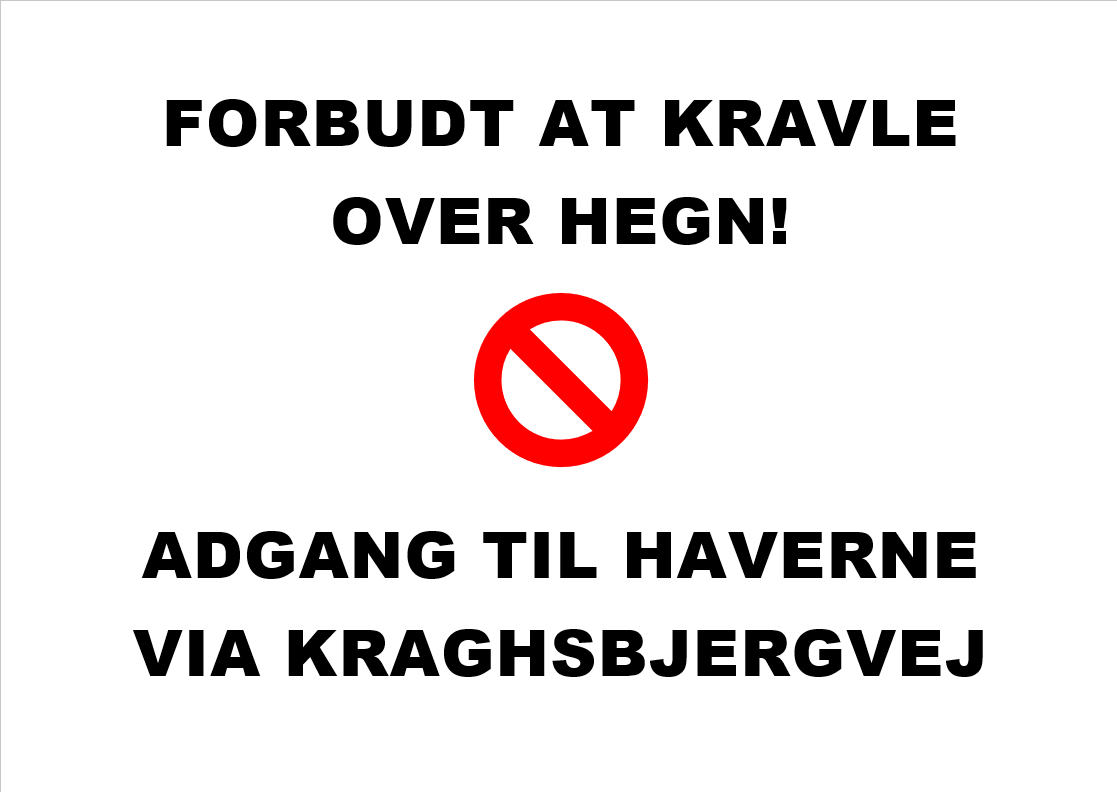 FORBUDT AT KRAVLE
OVER HEGN!
ADGANG TIL HAVERNE
VIA KRAGHSBJERGVEJ